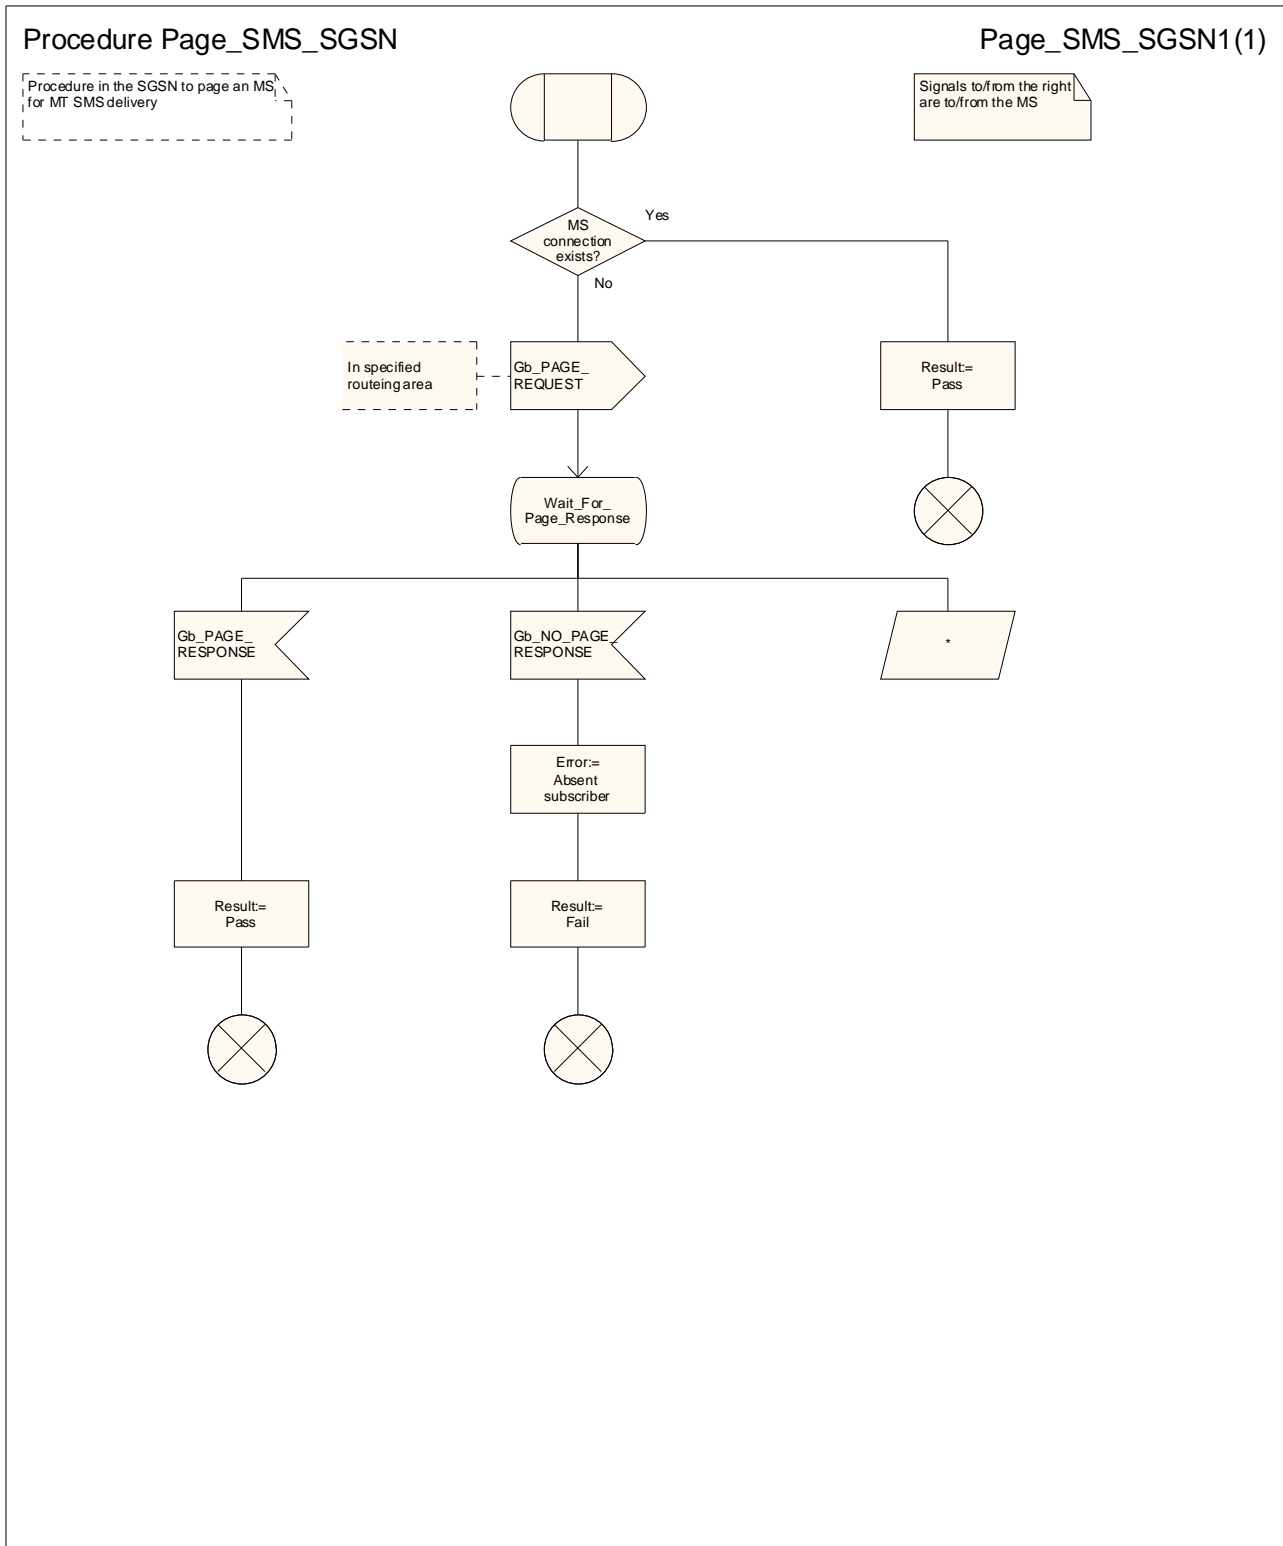 Procedure Page_SMS_SGSN
Page_SMS_SGSN1(1)
Procedure in the SGSN to page an MS
for MT SMS delivery
Signals to/from the right
are to/from the MS
MS
connection
exists?
Yes
No
In specified
routeing area
Gb_PAGE_
REQUEST
Result:=
Pass
Wait_For_
Page_Response
Gb_PAGE_
RESPONSE
Gb_NO_PAGE_
RESPONSE
*
Error:=
Absent
subscriber
Result:=
Pass
Result:=
Fail